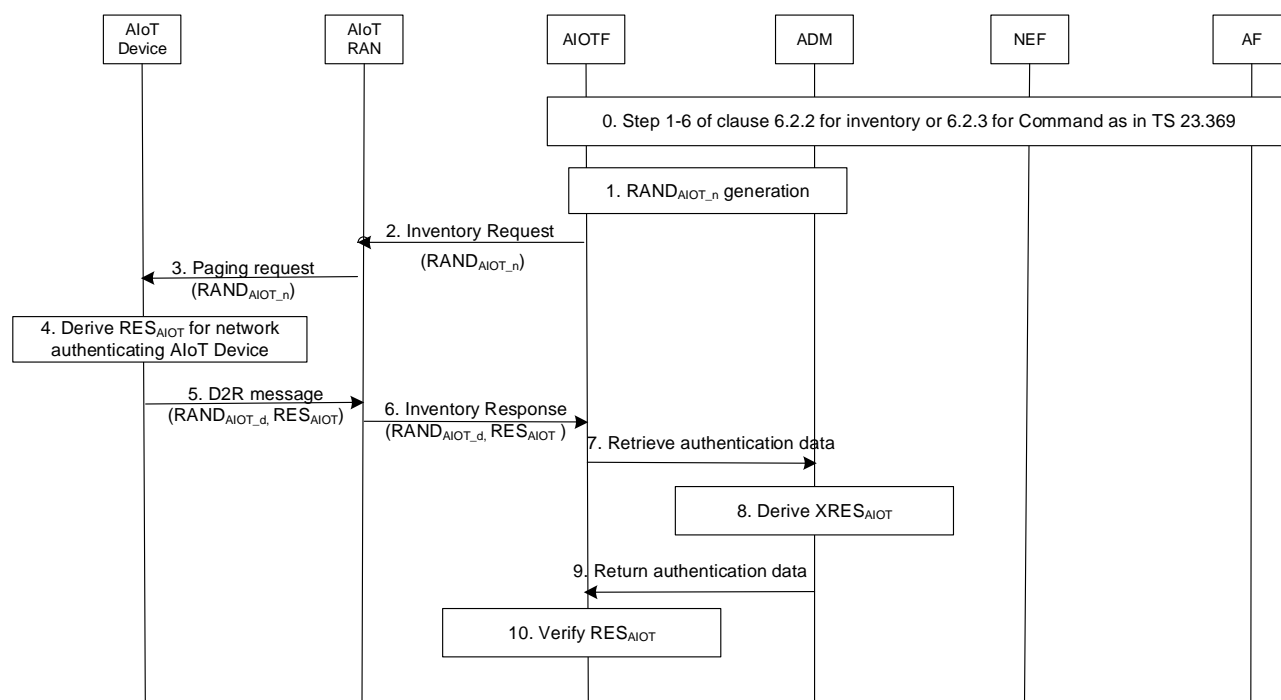 AIoT
Device
AIoT
RAN
AIOTF
ADM
NEF
AF
0. Step 1-6 of clause 6.2.2 for inventory or 6.2.3 for Command as in TS 23.369
1. RANDAIOT_n generation
2. Inventory Request
(RANDAIOT_n)
3. Paging request
(RANDAIOT_n)
4. Derive RESAIOT for network
authenticating AIoT Device
5. D2R message
(RANDAIOT_d, RESAIOT)
6. Inventory Response
(RANDAIOT_d, RESAIOT )
7. Retrieve authentication data
8. Derive XRESAIOT
9. Return authentication data
10. Verify RESAIOT